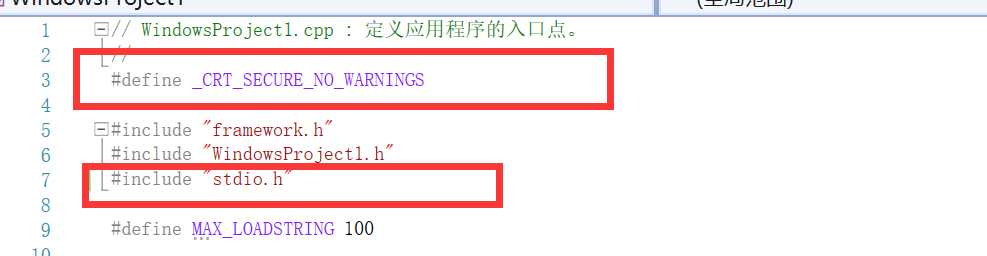 WindowsProject1
(全局范围)
1 // WindowsProject1.cpp : 定义应用程序的入口点。
2 //
3 #define _CRT_SECURE_NO_WARNINGS
4
5 #include "framework.h"
6 #include "WindowsProject1.h"
7 #include "stdio.h"
8
9 #define MAX_LOADSTRING 100
10